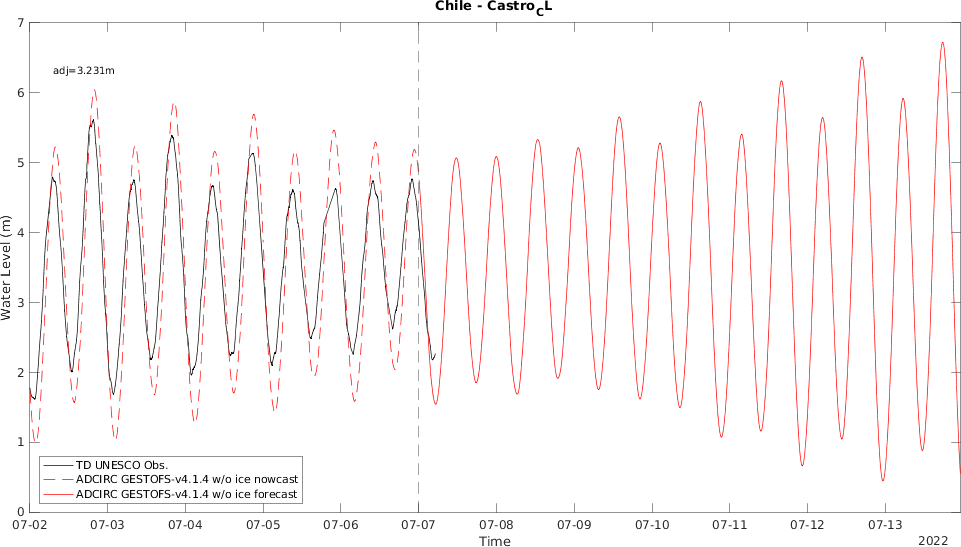 Chile - Castro_CL
7
adj=3.231m
6
5
4
3
2
1
0
Water Level (m)
TD UNESCO Obs.
ADCIRC GESTOFS-v4.1.4 w/o ice nowcast
ADCIRC GESTOFS-v4.1.4 w/o ice forecast
07-02 07-03 07-04 07-05 07-06 07-07 07-08 07-09 07-10 07-11 07-12 07-13
Time
2022